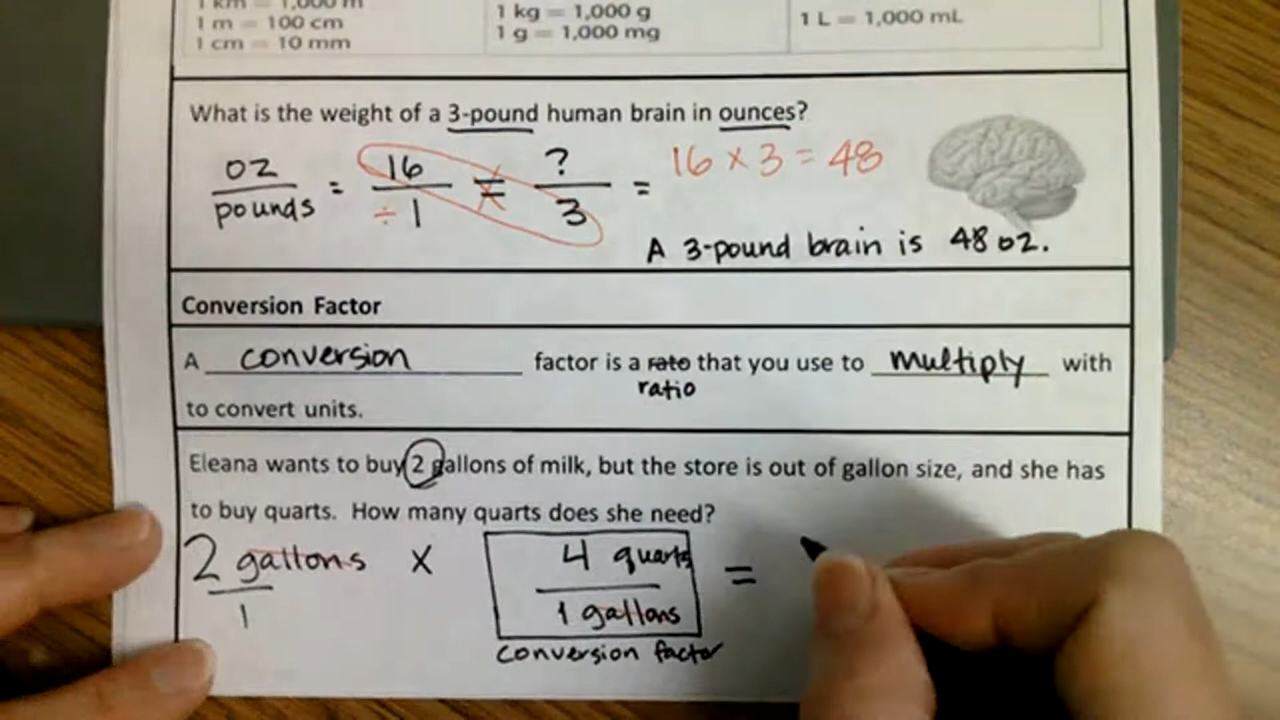 1 km = 1,000 m
1 m = 100 cm
1 cm = 10 mm
1 kg = 1,000 g
1 g = 1,000 mg
1 L = 1,000 mL
What is the weight of a 3-pound human brain in ounces?
oz / pounds = 16 / ÷ 1 = ? / 3 = 16 × 3 = 48
A 3-pound brain is 48 oz.
Conversion Factor
A conversion factor is a rate that you use to multiply with
ratio
to convert units.
Eleana wants to buy 2 gallons of milk, but the store is out of gallon size, and she has
to buy quarts. How many quarts does she need?
2 gallons / 1 × 4 quarts / 1 gallons =
conversion factor